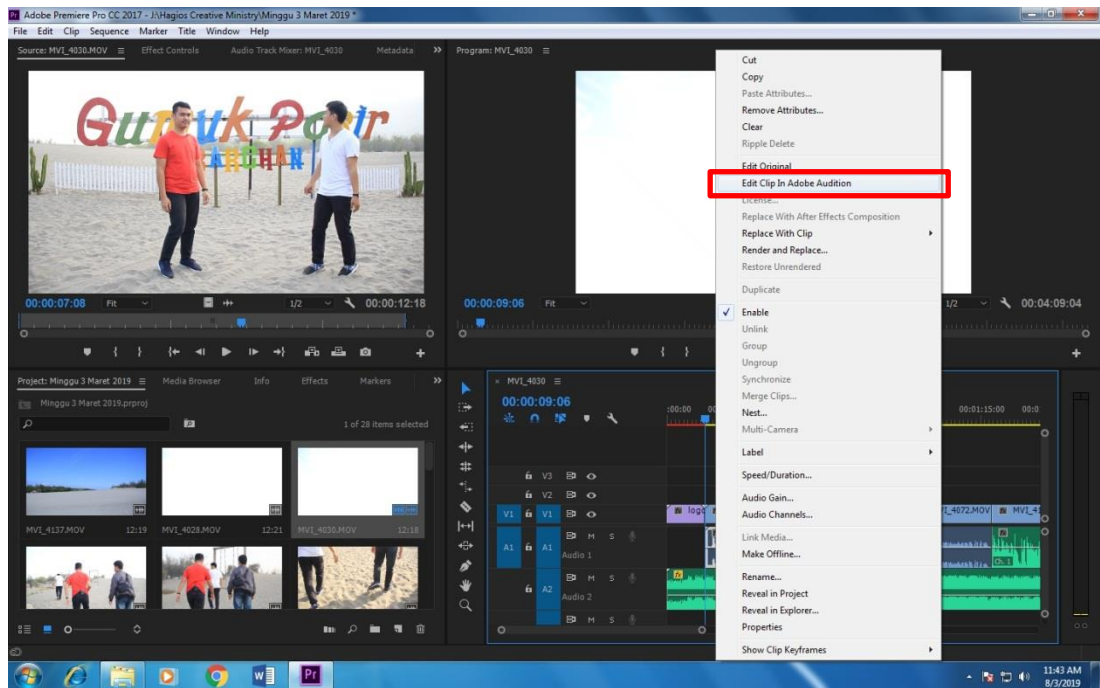 Adobe Premiere Pro CC 2017 - J:\Hagios Creative Ministry\Minggu 3 Maret 2019 *
File Edit Clip Sequence Marker Title Window Help
Source: MVI_4030.MOV Effect Controls Audio Track Mixer: MVI_4030 Metadata
Program: MVI_4030
00:00:07:08 Fit 1/2 00:00:12:18
00:00:09:06 Fit 1/2 00:04:09:04
Cut
Copy
Paste Attributes...
Remove Attributes...
Clear
Ripple Delete
Edit Original
Edit Clip In Adobe Audition
License...
Replace With After Effects Composition
Replace With Clip
Render and Replace...
Restore Unrendered
Duplicate
Enable
Unlink
Group
Ungroup
Synchronize
Merge Clips...
Nest...
Multi-Camera
Label
Speed/Duration...
Audio Gain...
Audio Channels...
Link Media...
Make Offline...
Rename...
Reveal in Project
Reveal in Explorer...
Properties
Show Clip Keyframes
Project: Minggu 3 Maret 2019 Media Browser Info Effects Markers
Minggu 3 Maret 2019.prproj
1 of 28 items selected
MVI_4137.MOV 12:19 MVI_4028.MOV 12:21 MVI_4030.MOV 12:18
MVI_4030
00:00:09:06
:00:00 00:01:15:00 00:0
V3
V2
V1 V1
A1 A1 M S
Audio 1
A2 M S
Audio 2
M S
logo
I_4072.MOV MVI_41
Ch. 1
fx
11:43 AM
8/3/2019